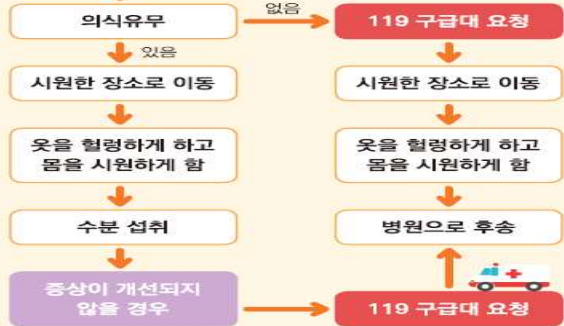 의식유무
없음
119 구급대 요청
있음
시원한 장소로 이동
시원한 장소로 이동
옷을 헐렁하게 하고
몸을 시원하게 함
옷을 헐렁하게 하고
몸을 시원하게 함
수분 섭취
병원으로 후송
증상이 개선되지
않을 경우
119 구급대 요청